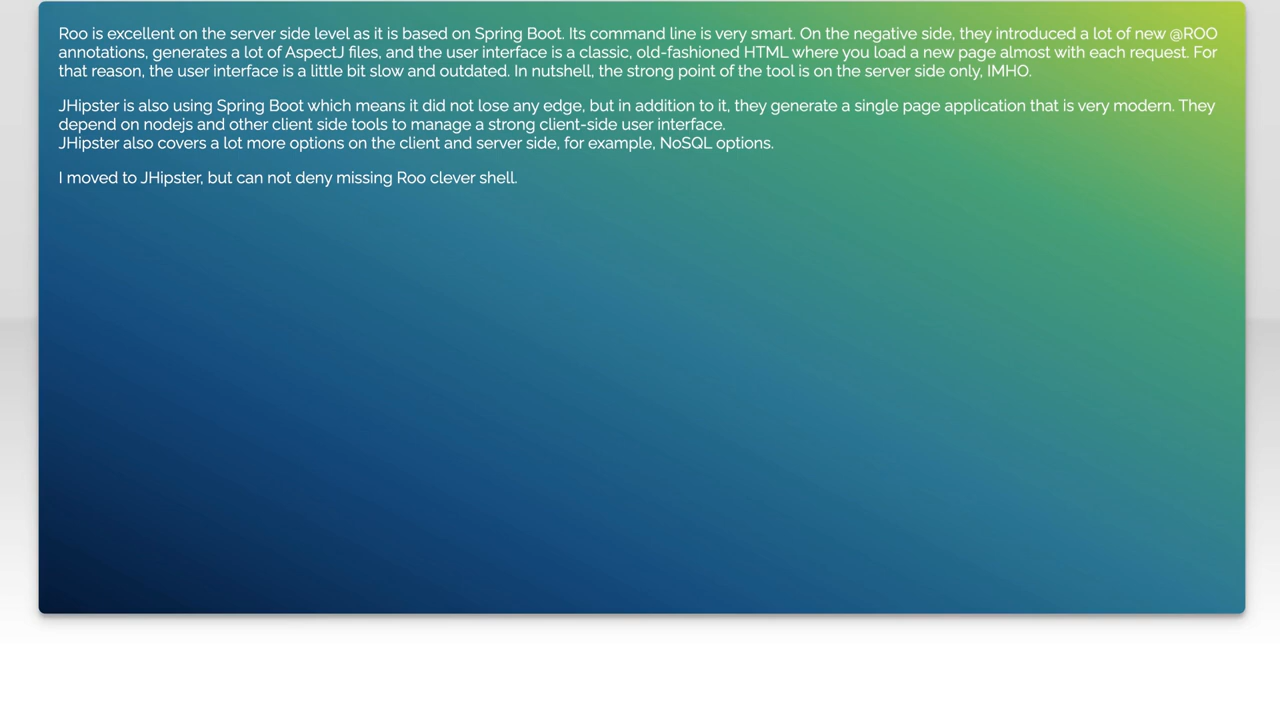 Roo is excellent on the server side level as it is based on Spring Boot. Its command line is very smart. On the negative side, they introduced a lot of new @ROO
annotations, generates a lot of AspectJ files, and the user interface is a classic, old-fashioned HTML where you load a new page almost with each request. For
that reason, the user interface is a little bit slow and outdated. In nutshell, the strong point of the tool is on the server side only, IMHO.
JHipster is also using Spring Boot which means it did not lose any edge, but in addition to it, they generate a single page application that is very modern. They
depend on nodejs and other client side tools to manage a strong client-side user interface.
JHipster also covers a lot more options on the client and server side, for example, NoSQL options.
I moved to JHipster, but can not deny missing Roo clever shell.